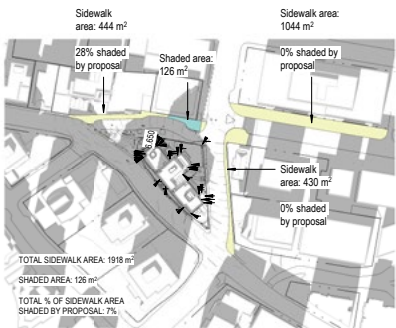 Sidewalk
area: 444 m²
28% shaded
by proposal
Shaded area:
126 m²
Sidewalk
area:
1044 m²
0% shaded
by proposal
6.650
Sidewalk
area: 430 m²
0% shaded
by proposal
TOTAL SIDEWALK AREA: 1918 m²
SHADED AREA: 126 m²
TOTAL % OF SIDEWALK AREA
SHADED BY PROPOSAL: 7%